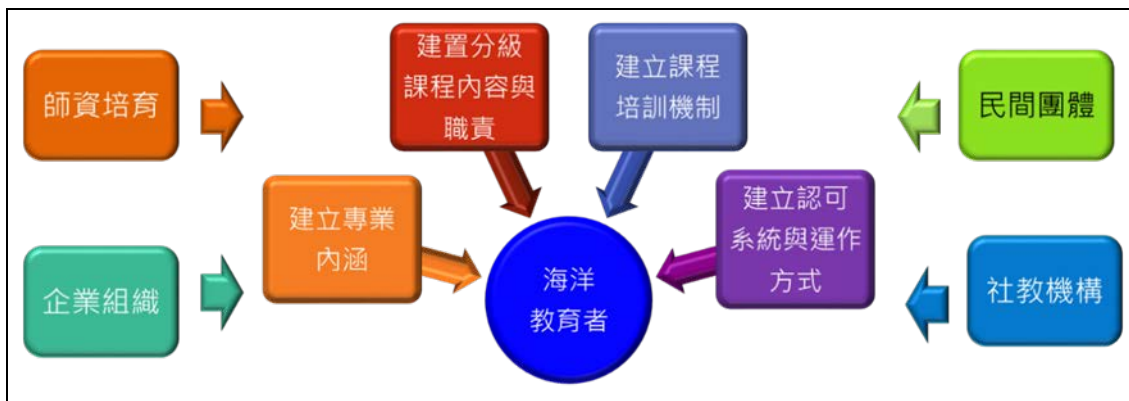 師資培育
建置分級
課程內容與
職責
建立課程
培訓機制
民間團體
建立專業
內涵
建立認可
系統與運作
方式
企業組織
海洋
教育者
社教機構